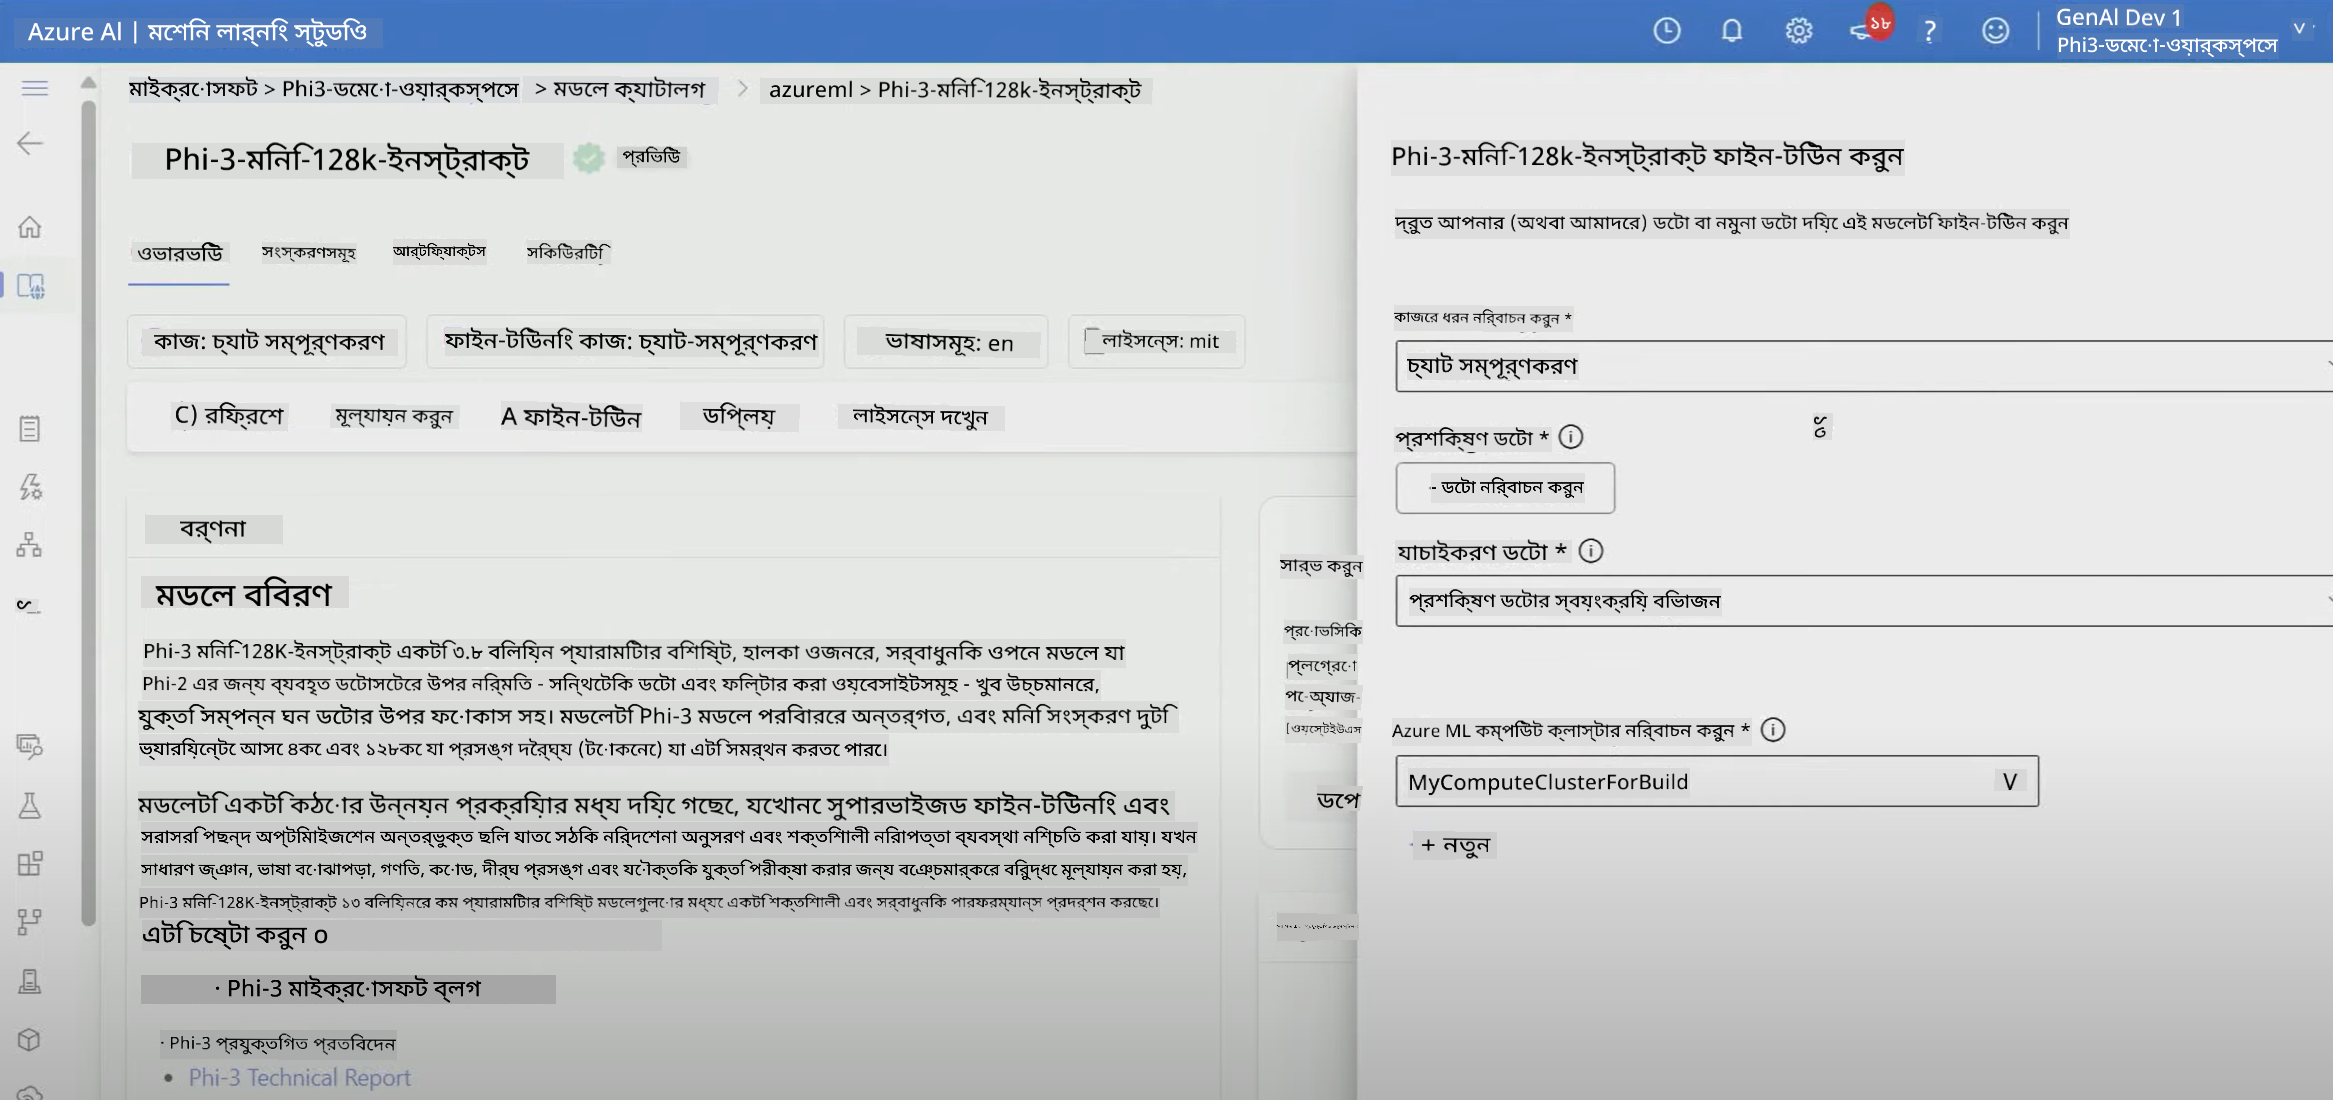 Azure AI | মেশিন লার্নিং স্টুডিও
১৮
?
GenAI Dev 1
Phi3-ডেমো-ওয়ার্কস্পেস
মাইক্রোসফট > Phi3-ডেমো-ওয়ার্কস্পেস > মডেল ক্যাটালগ > azureml > Phi-3-মিনি-128k-ইনস্ট্রাক্ট
Phi-3-মিনি-128k-ইনস্ট্রাক্ট
প্রিভিউ
ওভারভিউ সংস্করণসমূহ আর্টিফ্যাক্টস সিকিউরিটি
কাজ: চ্যাট সম্পূর্ণকরণ ফাইন-টিউনিং কাজ: চ্যাট-সম্পূর্ণকরণ ভাষাসমূহ: en লাইসেন্স: mit
C) রিফ্রেশ মূল্যায়ন করুন A ফাইন-টিউন ডিপ্লয় লাইসেন্স দেখুন
বর্ণনা
মডেল বিবরণ
Phi-3 মিনি-128K-ইনস্ট্রাক্ট একটি ৩.৮ বিলিয়ন প্যারামিটার বিশিষ্ট, হালকা ওজনের, সর্বাধুনিক ওপেন মডেল যা
Phi-2 এর জন্য ব্যবহৃত ডেটাসেটের উপর নির্মিত - সিন্থেটিক ডেটা এবং ফিল্টার করা ওয়েবসাইটসমূহ - খুব উচ্চমানের,
যুক্তি সম্পন্ন ঘন ডেটার উপর ফোকাস সহ। মডেলটি Phi-3 মডেল পরিবারের অন্তর্গত, এবং মিনি সংস্করণ দুটি
ভ্যারিয়েন্টে আসে ৪কে এবং ১২৮কে যা প্রসঙ্গ দৈর্ঘ্য (টোকেনে) যা এটি সমর্থন করতে পারে।
মডেলটি একটি কঠোর উন্নয়ন প্রক্রিয়ার মধ্য দিয়ে গেছে, যেখানে সুপারভাইজড ফাইন-টিউনিং এবং
সরাসরি পছন্দ অপ্টিমাইজেশন অন্তর্ভুক্ত ছিল যাতে সঠিক নির্দেশনা অনুসরণ এবং শক্তিশালী নিরাপত্তা ব্যবস্থা নিশ্চিত করা যায়। যখন
সাধারণ জ্ঞান, ভাষা বোঝাপড়া, গণিত, কোড, দীর্ঘ প্রসঙ্গ এবং যৌক্তিক যুক্তি পরীক্ষা করার জন্য বেঞ্চমার্কের বিরুদ্ধে মূল্যায়ন করা হয়,
Phi-3 মিনি-128K-ইনস্ট্রাক্ট ১৩ বিলিয়নের কম প্যারামিটার বিশিষ্ট মডেলগুলোর মধ্যে একটি শক্তিশালী এবং সর্বাধুনিক পারফরম্যান্স প্রদর্শন করেছে।
এটি চেষ্টা করুন ০
· Phi-3 মাইক্রোসফট ব্লগ
· Phi-3 প্রযুক্তিগত প্রতিবেদন
• Phi-3 Technical Report
সার্ভ করুন
Phi-3-মিনি-128k-ইনস্ট্রাক্ট ফাইন-টিউন করুন
দ্রুত আপনার (অথবা আমাদের) ডেটা বা নমুনা ডেটা দিয়ে এই মডেলটি ফাইন-টিউন করুন
কাজের ধরন নির্বাচন করুন *
চ্যাট সম্পূর্ণকরণ
প্রশিক্ষণ ডেটা *
- ডেটা নির্বাচন করুন
যাচাইকরণ ডেটা *
প্রশিক্ষণ ডেটার স্বয়ংক্রিয় বিভাজন
Azure ML কম্পিউট ক্লাস্টার নির্বাচন করুন *
MyComputeClusterForBuild V
+ নতুন